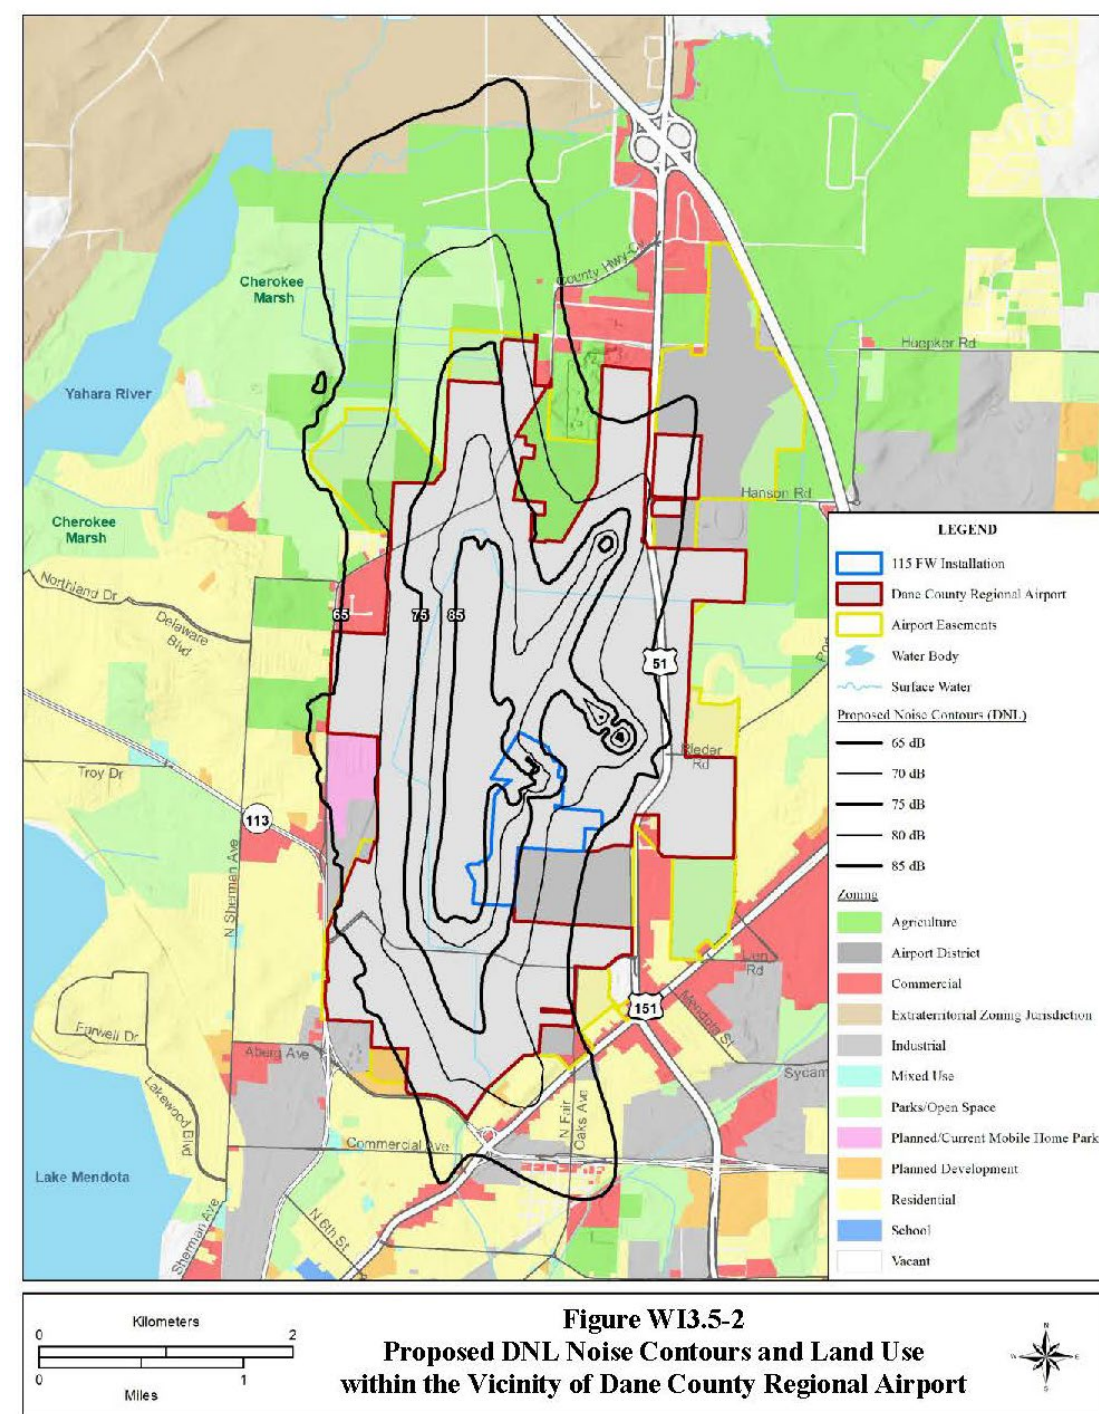 County Hwy Cv
Cherokee
Marsh
Huepker Rd
Yahara River
Hanson Rd
Cherokee
Marsh
Northland Dr
Delaware
Blvd
65
75
85
51
Rieder
Rd
Troy Dr
113
N Sherman Ave
Lien
Rd
151
Mendota St
Farwell Dr
Aberg Ave
Sycam
Lakewood Blvd
N Fair
Oaks Ave
Commercial Ave
Lake Mendota
N 6th St
Sherman Ave
LEGEND
115 FW Installation
Dane County Regional Airport
Airport Easements
Water Body
Surface Water
Proposed Noise Contours (DNL)
65 dB
70 dB
75 dB
80 dB
85 dB
Zoning
Agriculture
Airport District
Commercial
Extraterritorial Zoning Jurisdiction
Industrial
Mixed Use
Parks/Open Space
Planned/Current Mobile Home Park
Planned Development
Residential
School
Vacant
Kilometers
0 2
0 1
Miles
Figure WI3.5-2
Proposed DNL Noise Contours and Land Use
within the Vicinity of Dane County Regional Airport
N
W E
S